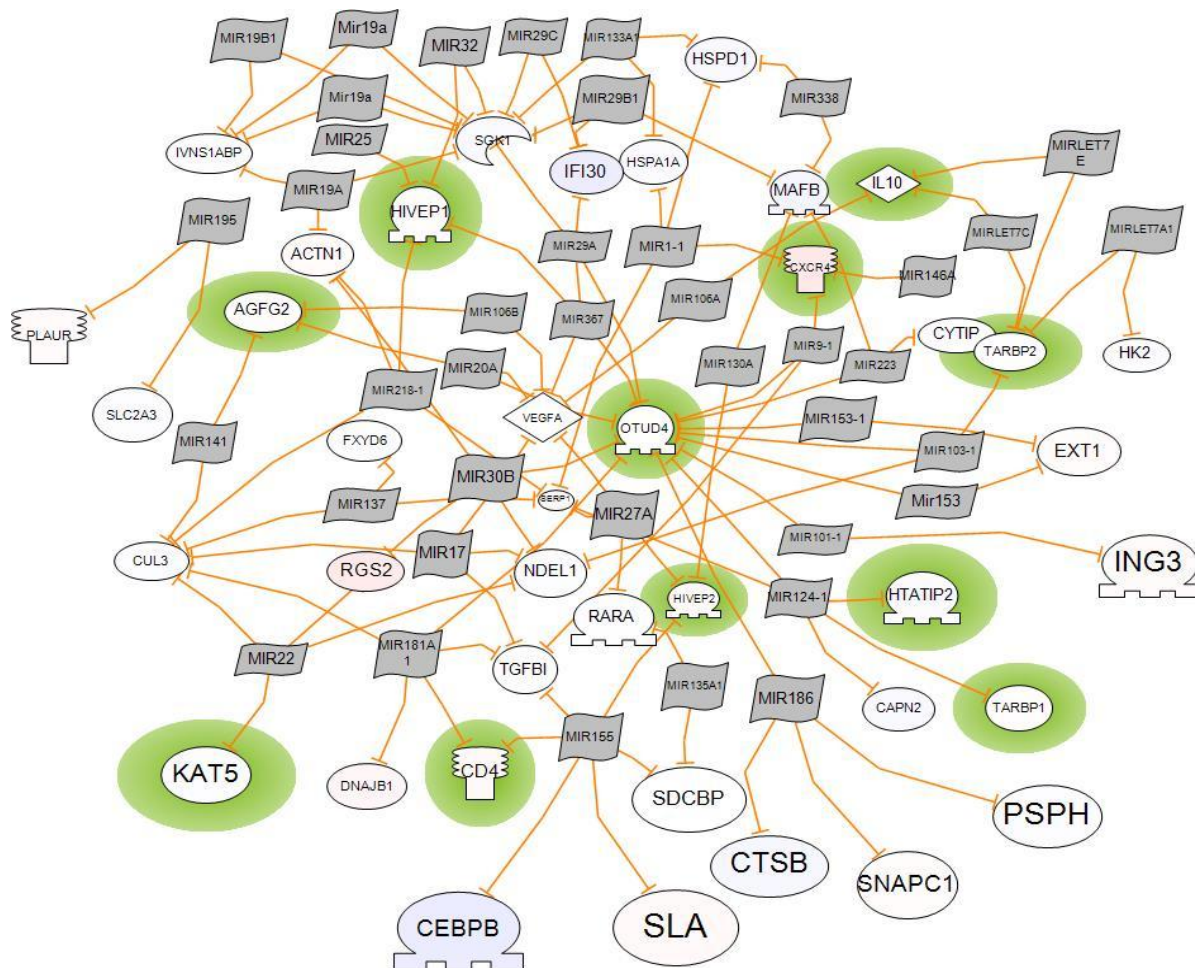 MIR19B1
Mir19a
MIR32
MIR29C
MIR133A1
HSPD1
Mir19a
MIR29B1
MIR338
IVNS1ABP
MIR25
SGK1
IFI30
HSPA1A
MIRLET7
E
MIR19A
HIVEP1
MAFB
IL10
MIR195
ACTN1
MIR29A
MIR1-1
CXCR4
MIRLET7C
MIRLET7A1
MIR146A
PLAUR
AGFG2
MIR106B
MIR367
MIR106A
CYTIP
TARBP2
HK2
MIR20A
MIR130A
MIR9-1
MIR223
SLC2A3
MIR218-1
VEGFA
OTUD4
MIR153-1
MIR141
FXYD6
MIR103-1
EXT1
MIR30B
SERP1
MIR27A
Mir153
MIR137
MIR101-1
CUL3
MIR17
RGS2
NDEL1
ING3
RARA
HIVEP2
MIR124-1
HTATIP2
MIR22
MIR181A
1
TGFBI
MIR135A1
MIR186
CAPN2
TARBP1
MIR155
KAT5
DNAJB1
CD4
SDCBP
PSPH
CTSB
SNAPC1
CEBPB
SLA